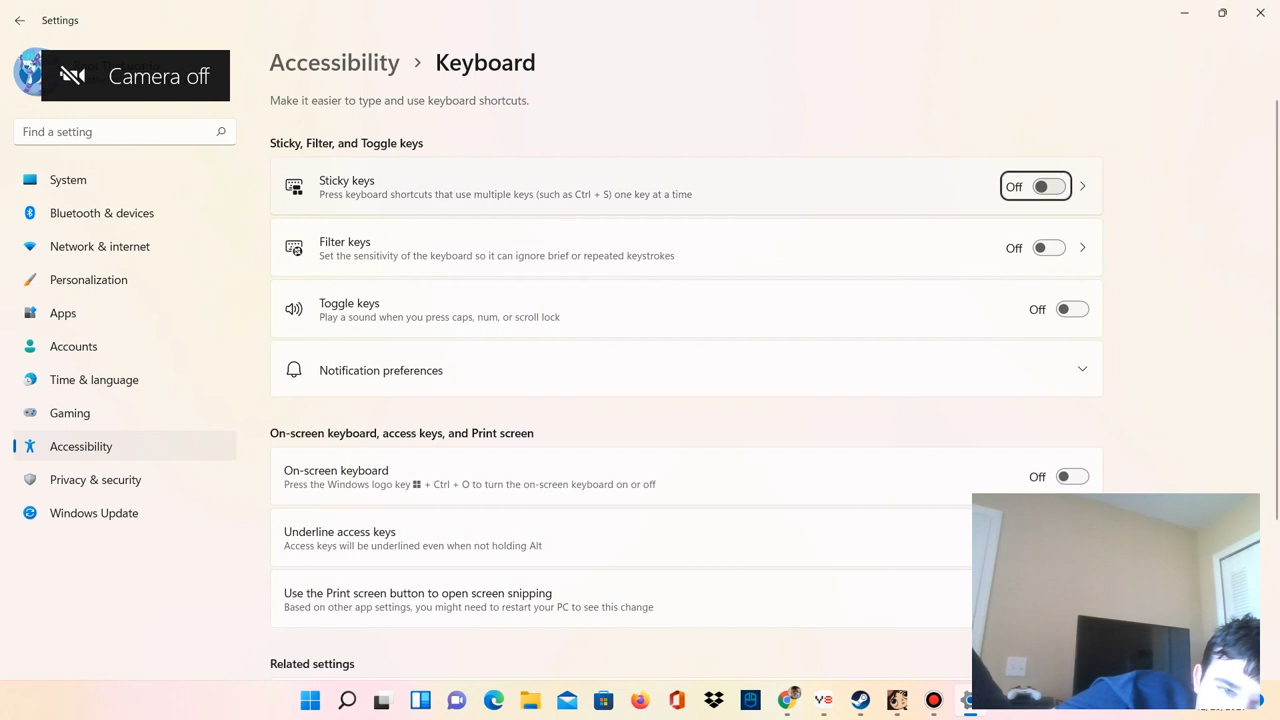 Settings
Camera off
Find a setting
System
Bluetooth & devices
Network & internet
Personalization
Apps
Accounts
Time & language
Gaming
Accessibility
Privacy & security
Windows Update
Accessibility › Keyboard
Make it easier to type and use keyboard shortcuts.
Sticky, Filter, and Toggle keys
Sticky keys
Press keyboard shortcuts that use multiple keys (such as Ctrl + S) one key at a time
Off
Filter keys
Set the sensitivity of the keyboard so it can ignore brief or repeated keystrokes
Off
Toggle keys
Play a sound when you press caps, num, or scroll lock
Off
Notification preferences
On-screen keyboard, access keys, and Print screen
On-screen keyboard
Press the Windows logo key + Ctrl + O to turn the on-screen keyboard on or off
Off
Underline access keys
Access keys will be underlined even when not holding Alt
Use the Print screen button to open screen snipping
Based on other app settings, you might need to restart your PC to see this change
Related settings